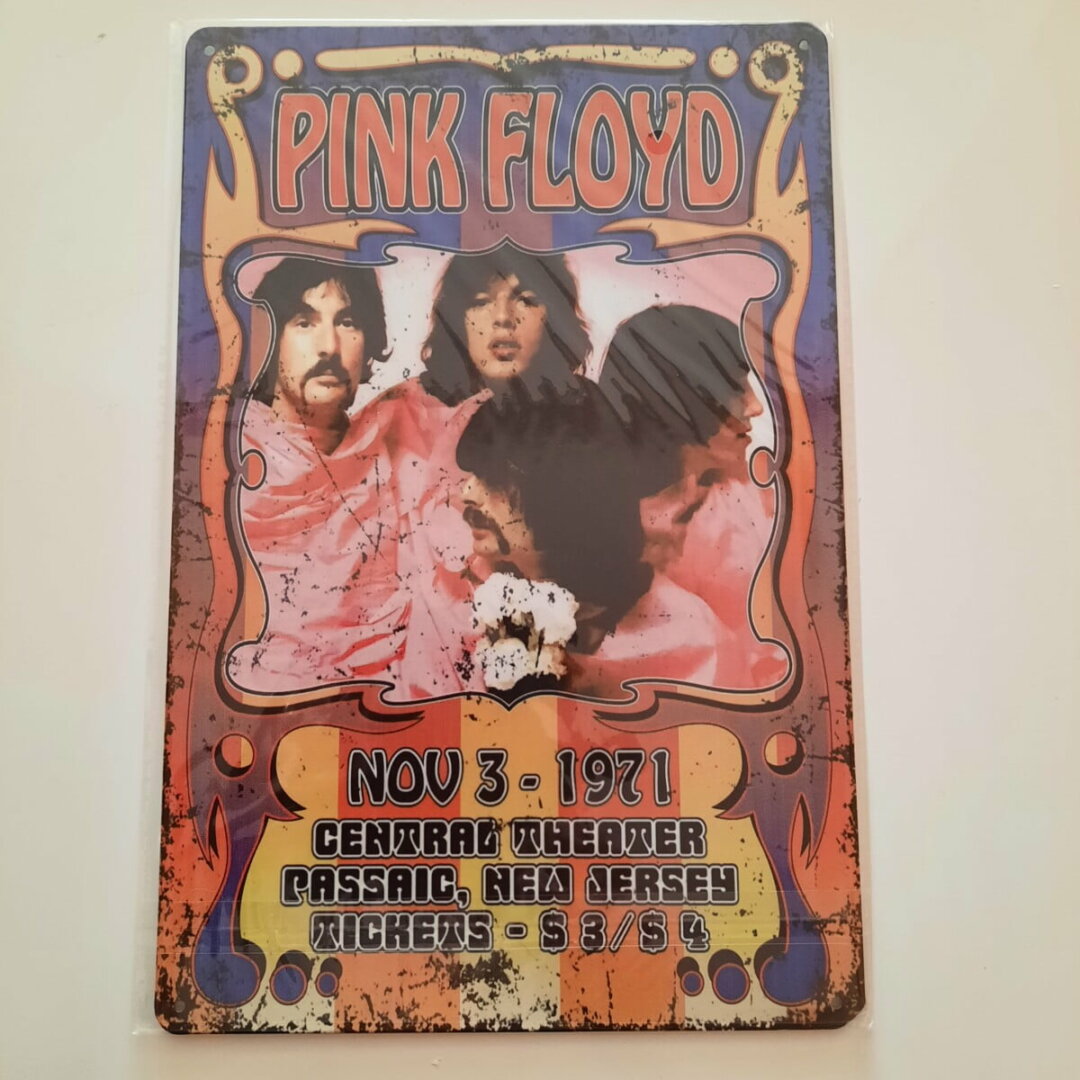 PINK FLOYD
NOV 3 - 1971
CENTRAL THEATER
PASSAIC, NEW JERSEY
TICKETS - $ 3/$ 4